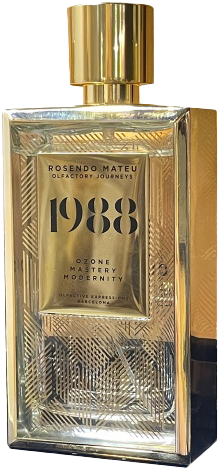 ROSENDO MATEU
OLFACTORY JOURNEYS
1988
OZONE
MASTERY
MODERNITY
OLFACTIVE EXPRESSIONS
BARCELONA